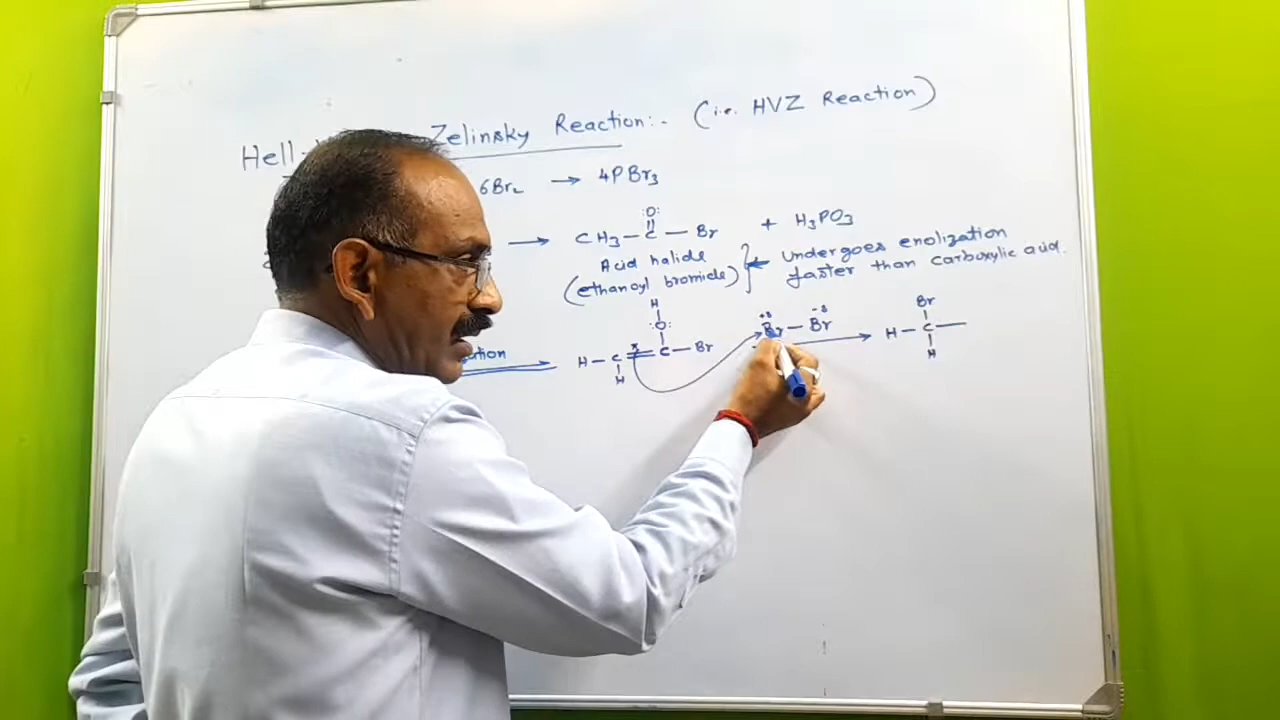 Hell- Zelinsky Reaction:- (i.e. HVZ Reaction)
6Br₂ → 4PBr₃
:O:
CH₃—C—Br + H₃PO₃
Acid halide
(ethanoyl bromide)
← undergoes enolization
faster than carboxylic acid.
H
:O:
H—C=C—Br
H
+δ -δ
Br—Br →
Br
H—C—
H